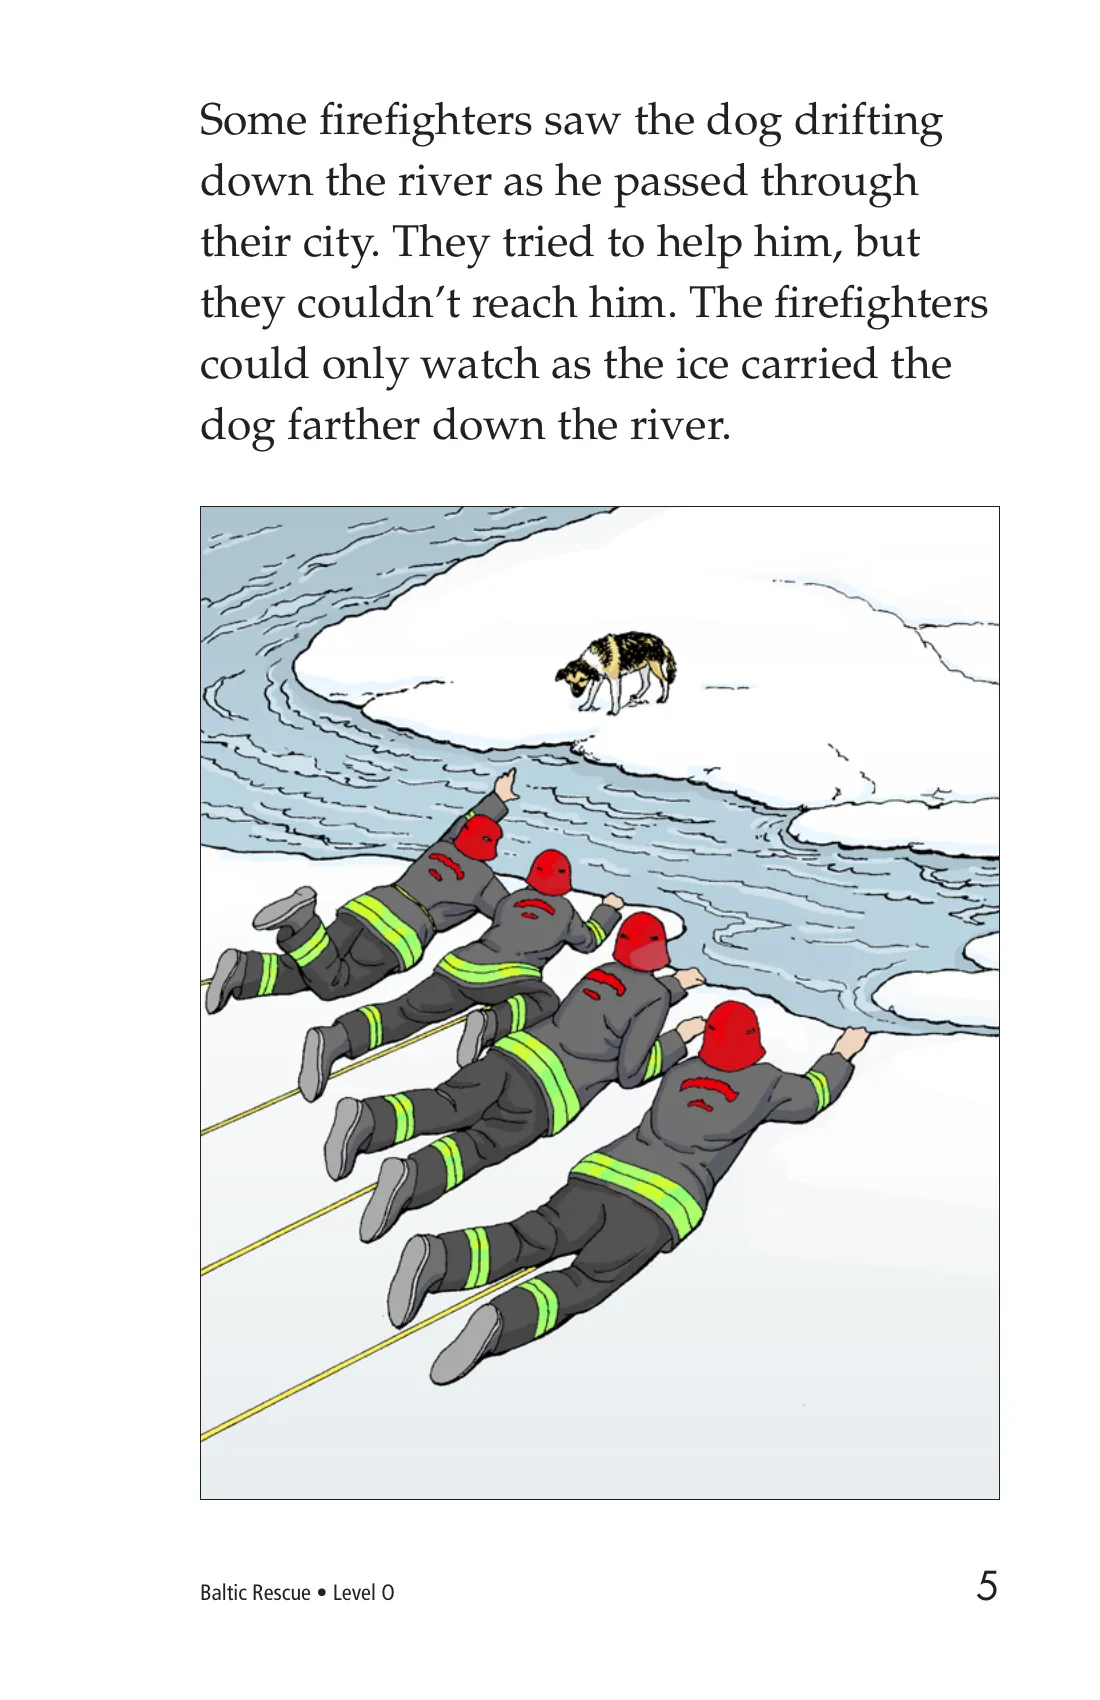 Some firefighters saw the dog drifting
down the river as he passed through
their city. They tried to help him, but
they couldn’t reach him. The firefighters
could only watch as the ice carried the
dog farther down the river.
Baltic Rescue • Level O
5